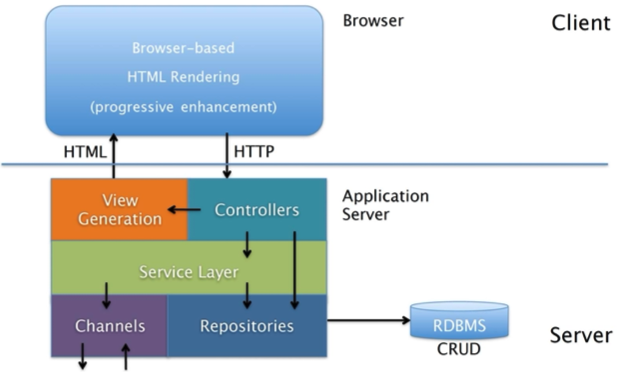 Browser
Client
Browser-based
HTML Rendering
(progressive enhancement)
HTML
HTTP
View
Generation
Controllers
Application
Server
Service Layer
Channels
Repositories
RDBMS
CRUD
Server